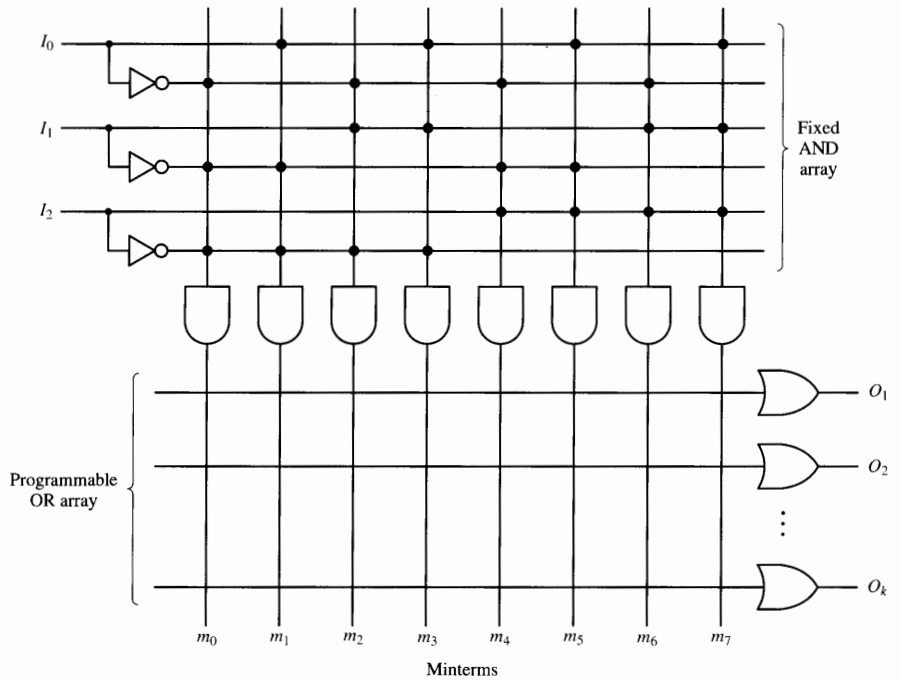 I0
I1
I2
Fixed
AND
array
O1
O2
Programmable
OR array
Ok
m0 m1 m2 m3 m4 m5 m6 m7
Minterms